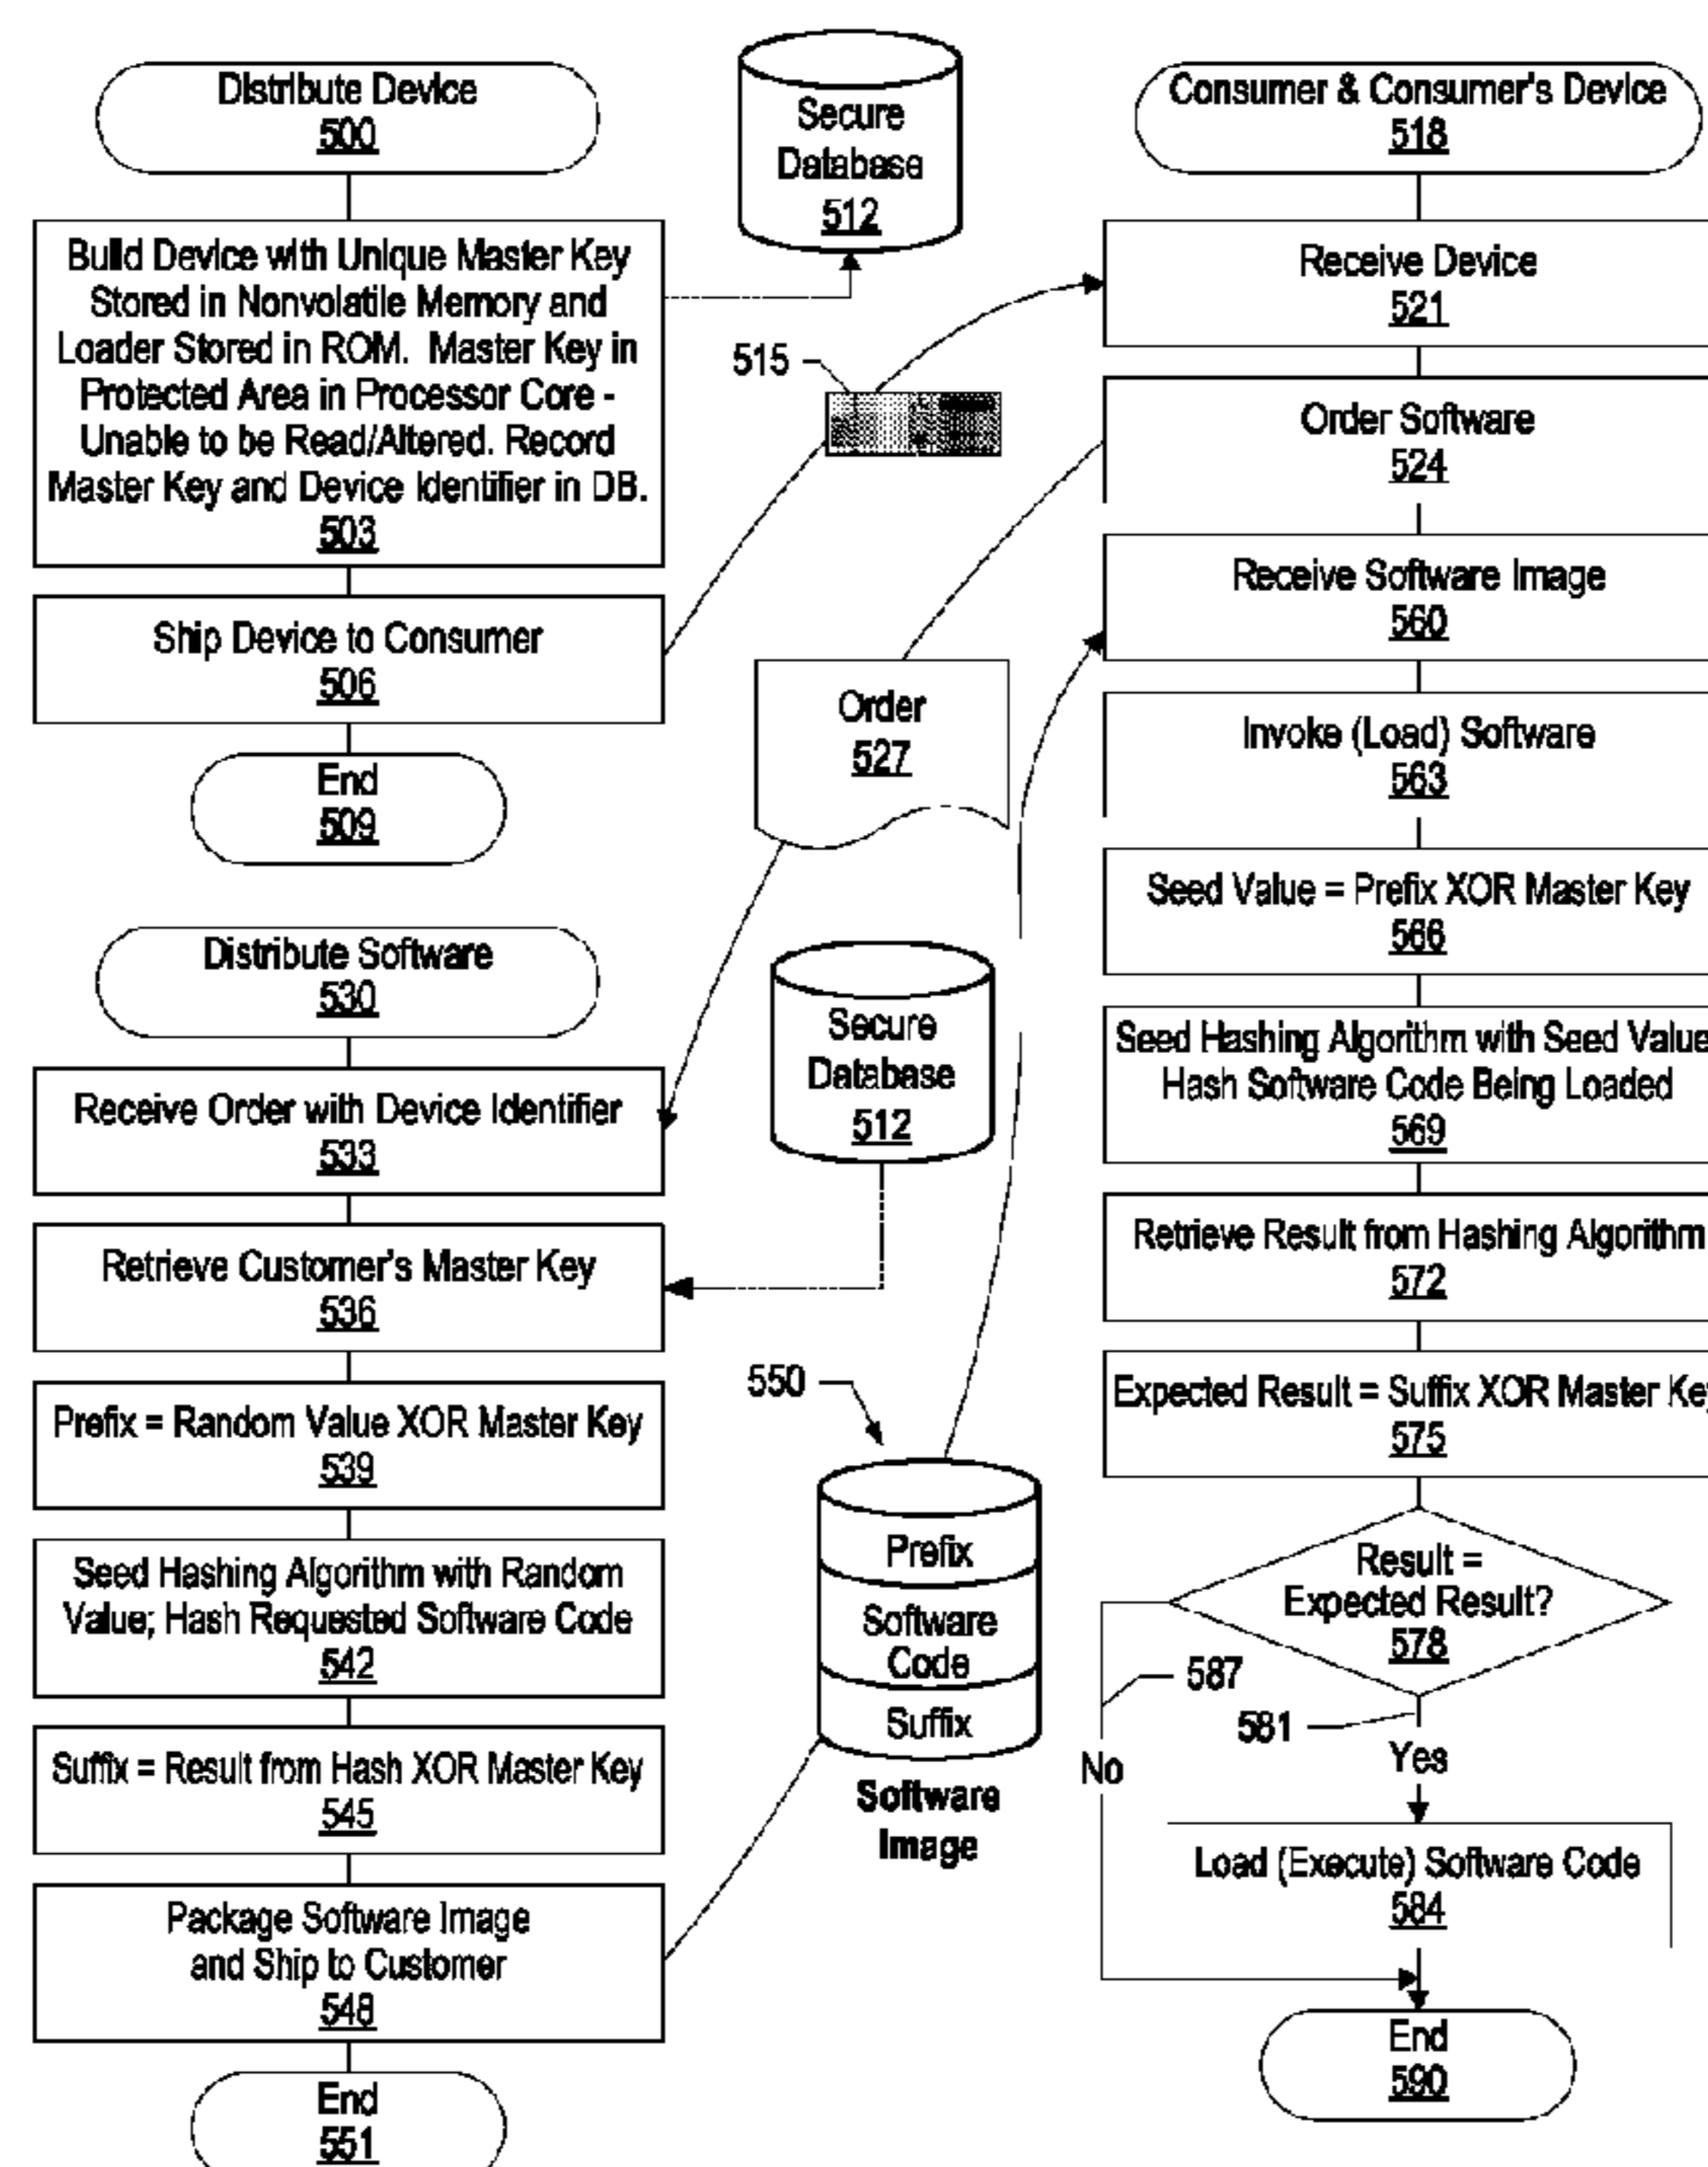 Distribute Device
500
Build Device with Unique Master Key
Stored in Nonvolatile Memory and
Loader Stored in ROM. Master Key in
Protected Area in Processor Core -
Unable to be Read/Altered. Record
Master Key and Device Identifier in DB.
503
Ship Device to Consumer
506
End
509
Secure
Database
512
515
Order
527
Distribute Software
530
Receive Order with Device Identifier
533
Retrieve Customer's Master Key
536
Prefix = Random Value XOR Master Key
539
Seed Hashing Algorithm with Random
Value; Hash Requested Software Code
542
Suffix = Result from Hash XOR Master Key
545
Package Software Image
and Ship to Customer
548
End
551
Secure
Database
512
550
Prefix
Software
Code
Suffix
Software
Image
Consumer & Consumer's Device
518
Receive Device
521
Order Software
524
Receive Software Image
560
Invoke (Load) Software
563
Seed Value = Prefix XOR Master Key
566
Seed Hashing Algorithm with Seed Value
Hash Software Code Being Loaded
569
Retrieve Result from Hashing Algorithm
572
Expected Result = Suffix XOR Master
575
Result =
Expected Result?
578
587
581
Yes
No
Load (Execute) Software Code
584
End
590